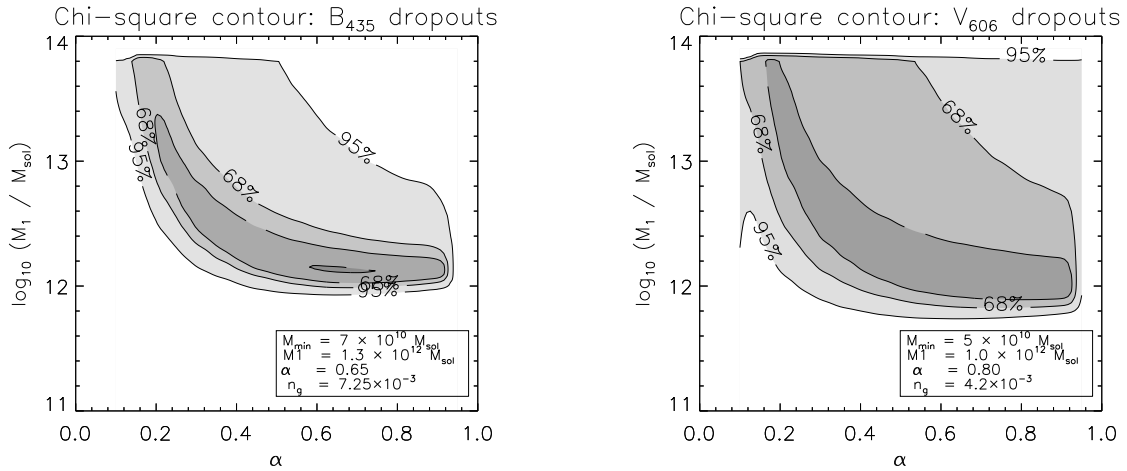 Chi-square contour: B435 dropouts
14
13
12
11
log10 (M1 / Msol)
68%
95%
68%
95%
68%
95%
Mmin = 7 × 10^10 Msol
M1 = 1.3 × 10^12 Msol
α = 0.65
ng = 7.25×10^-3
0.0 0.2 0.4 0.6 0.8 1.0
α
Chi-square contour: V606 dropouts
14
13
12
11
log10 (M1 / Msol)
95%
68%
68%
95%
68%
Mmin = 5 × 10^10 Msol
M1 = 1.0 × 10^12 Msol
α = 0.80
ng = 4.2×10^-3
0.0 0.2 0.4 0.6 0.8 1.0
α